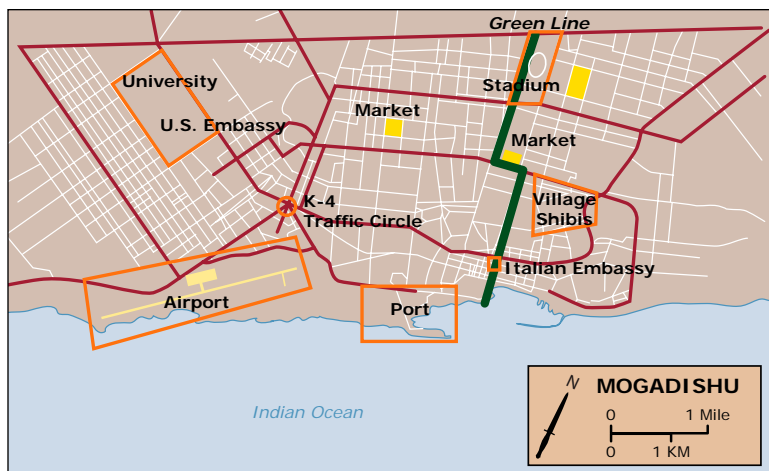 Green Line
University
Stadium
U.S. Embassy
Market
Market
K-4
Traffic Circle
Village
Shibis
Italian Embassy
Airport
Port
Indian Ocean
N
MOGADISHU
0 1 Mile
0 1 KM